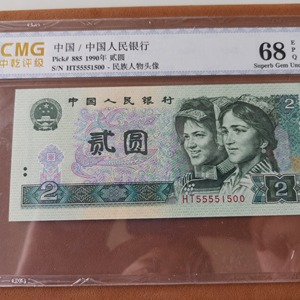 CMG
中乾评级
中国 / 中国人民银行
Pick# 885 1990年 贰圆
S/N HT55551500 - 民族人物头像
68 EPQ
Superb Gem Unc
中国人民银行
贰圆
2
2
HT55551500
2